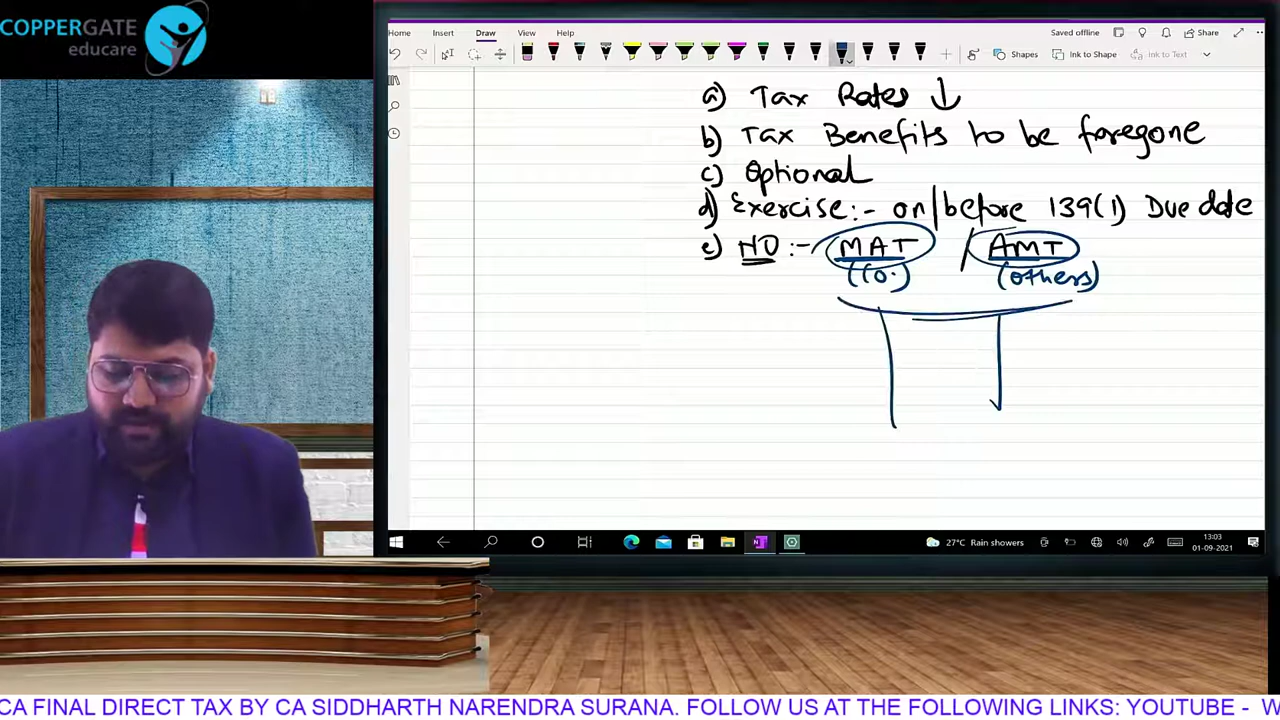 COPPERGATE
educare
Home Insert Draw View Help
Saved offline
Share
Shapes
Ink to Shape
Ink to Text
a) Tax Rates ↓
b) Tax Benefits to be foregone
c) Optional
d) Exercise:- on/before 139(1) Due date
e) NO :- MAT / AMT
(Co.) (others)
27°C Rain showers
13:03
01-09-2021
CA FINAL DIRECT TAX BY CA SIDDHARTH NARENDRA SURANA. FOLLOW US AT THE FOLLOWING LINKS: YOUTUBE - W